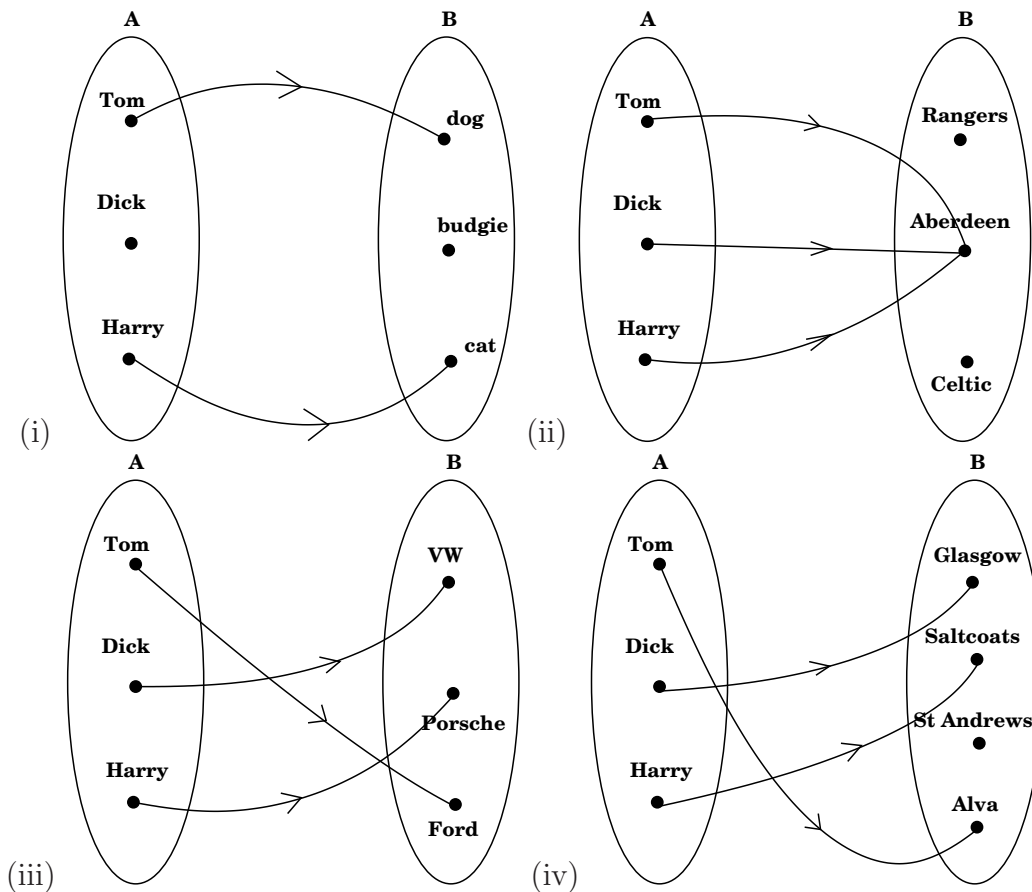 A
B
Tom
dog
Dick
budgie
Harry
cat
(i)
A
B
Tom
Rangers
Dick
Aberdeen
Harry
Celtic
(ii)
A
B
Tom
VW
Dick
Porsche
Harry
Ford
(iii)
A
B
Tom
Glasgow
Saltcoats
Dick
St Andrews
Harry
Alva
(iv)